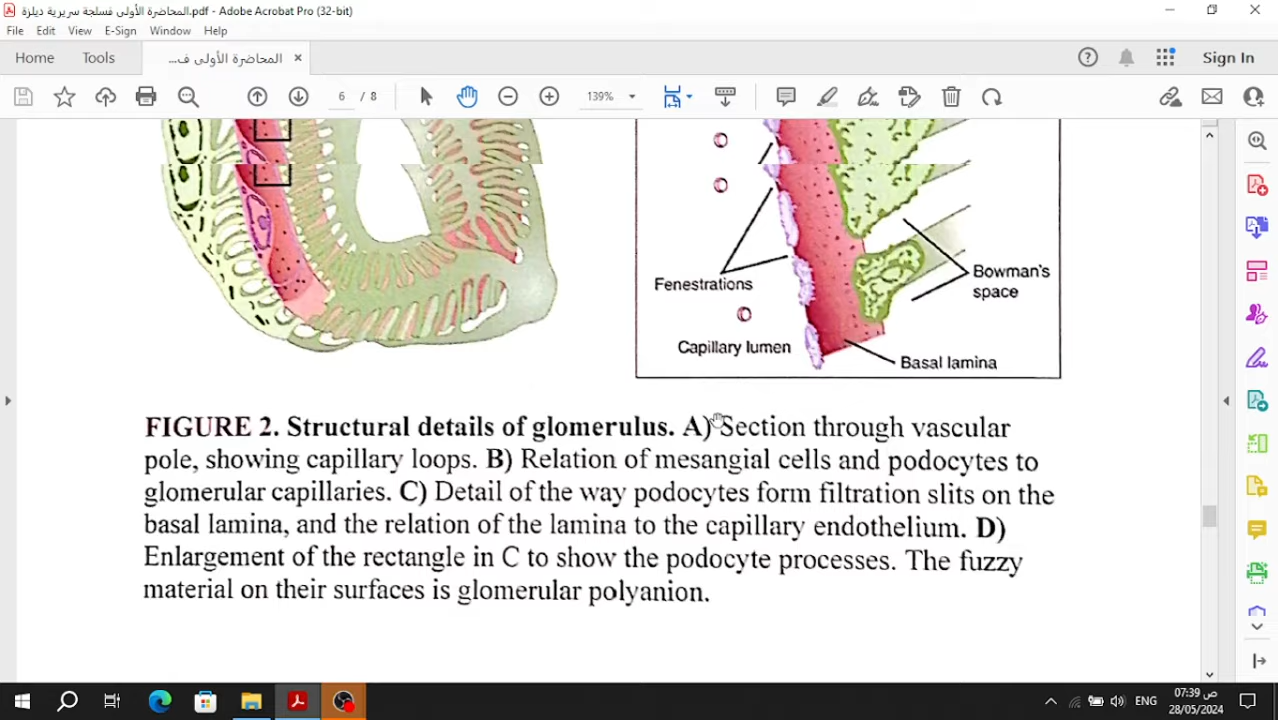 المحاضرة الأولى فسلجة سريرية ديلزة.pdf - Adobe Acrobat Pro (32-bit)
File Edit View E-Sign Window Help
Home Tools المحاضرة الأولى ف... ×
Sign In
6 / 8 139%
Fenestrations
Bowman's
space
Capillary lumen
Basal lamina
FIGURE 2. Structural details of glomerulus. A) Section through vascular
pole, showing capillary loops. B) Relation of mesangial cells and podocytes to
glomerular capillaries. C) Detail of the way podocytes form filtration slits on the
basal lamina, and the relation of the lamina to the capillary endothelium. D)
Enlargement of the rectangle in C to show the podocyte processes. The fuzzy
material on their surfaces is glomerular polyanion.
ENG
07:39 ص
28/05/2024